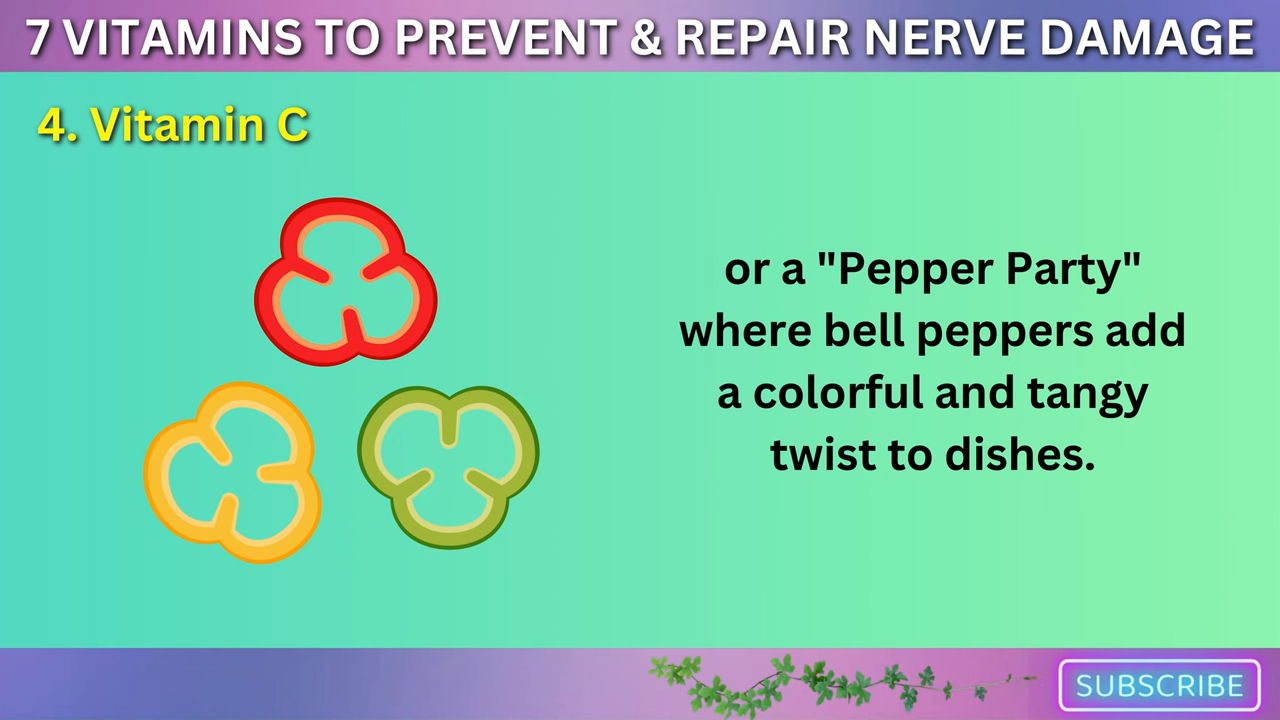 7 VITAMINS TO PREVENT & REPAIR NERVE DAMAGE
4. Vitamin C
or a "Pepper Party"
where bell peppers add
a colorful and tangy
twist to dishes.
SUBSCRIBE